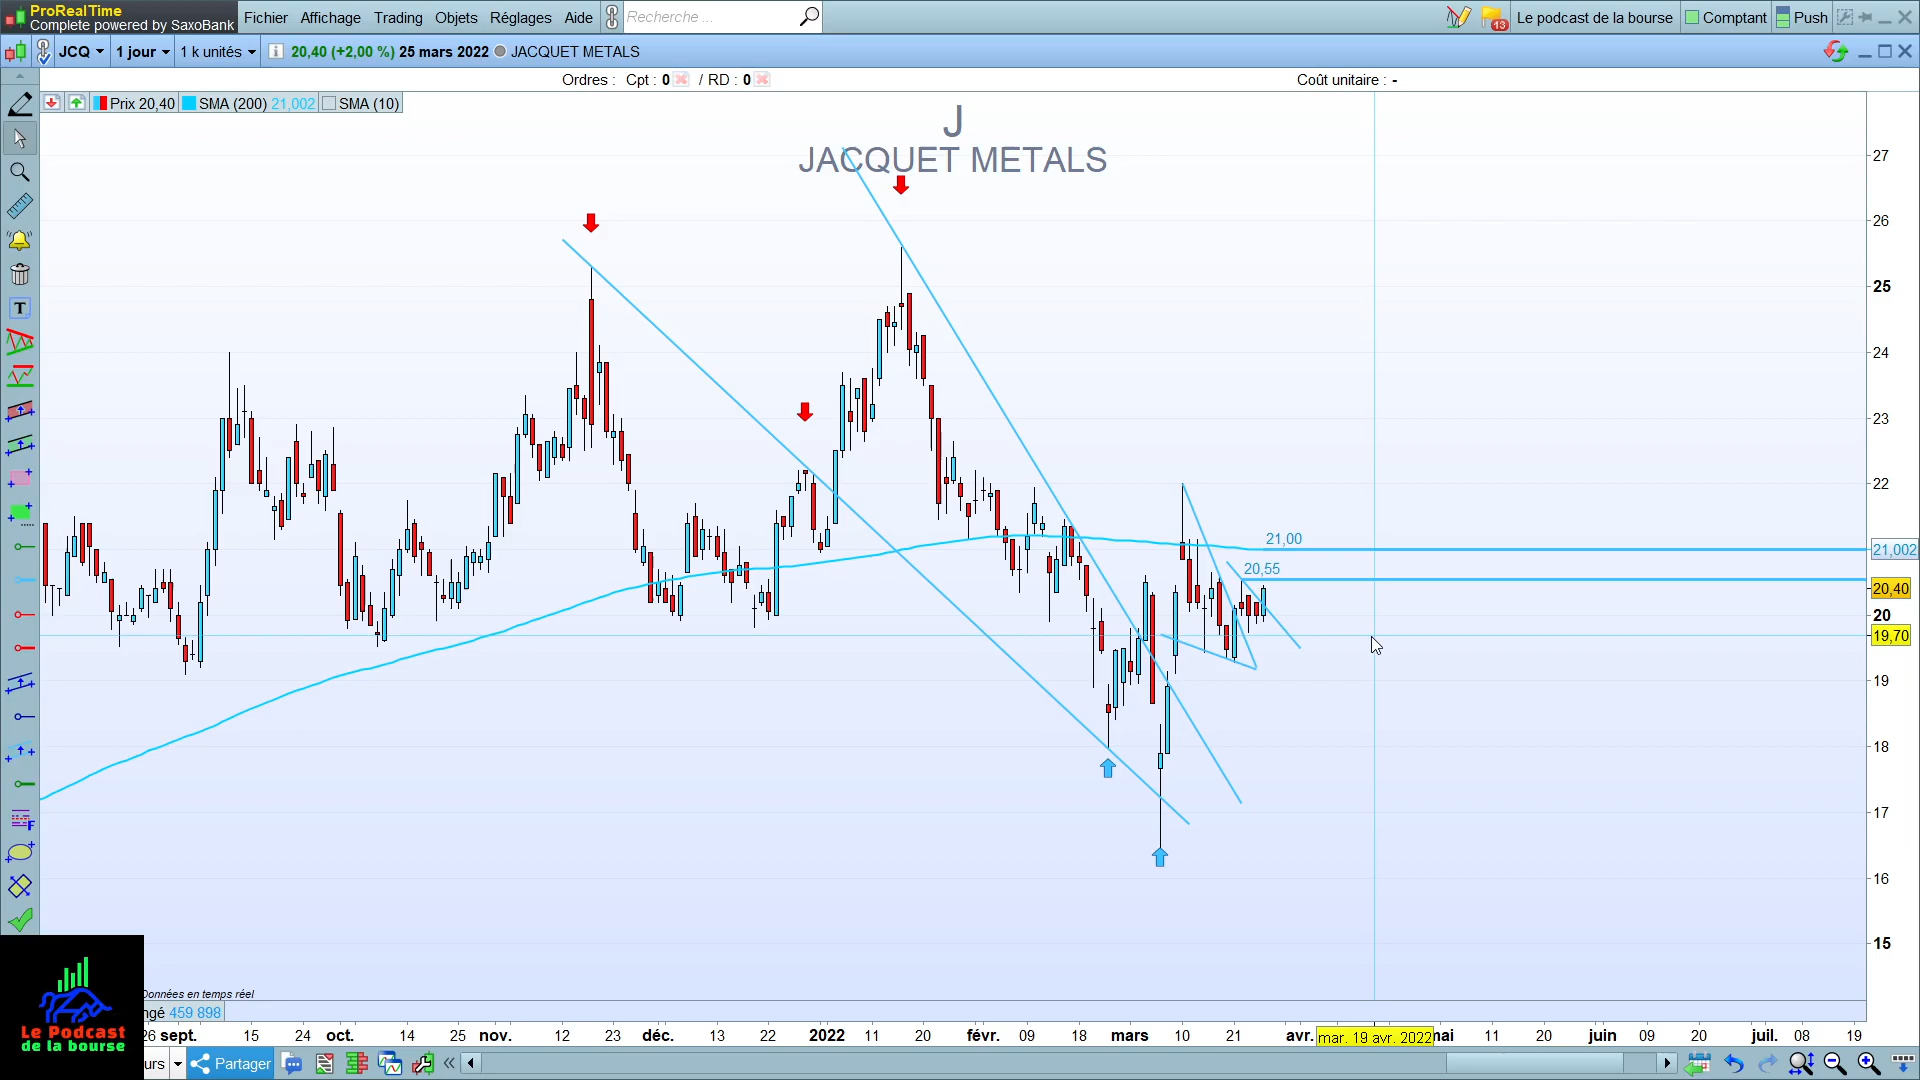 ProRealTime
Complete powered by SaxoBank
Fichier Affichage Trading Objets Réglages Aide
Recherche ...
13
Le podcast de la bourse
Comptant
Push
JCQ
1 jour
1 k unités
20,40 (+2,00 %) 25 mars 2022 JACQUET METALS
Ordres : Cpt : 0 / RD : 0
Coût unitaire : -
Prix 20,40
SMA (200) 21,002
SMA (10)
J
JACQUET METALS
27
26
25
24
23
22
21,00
21,002
20,55
20,40
20
19,70
19
18
17
16
15
T
F
Données en temps réel
ngé 459 898
26 sept. 15 24 oct. 14 25 nov. 12 23 déc. 13 22 2022 11 20 févr. 09 18 mars 10 21 avr. mar. 19 avr. 2022 mai 11 20 juin 09 20 juil. 08 19
Le Podcast
de la bourse
urs
Partager